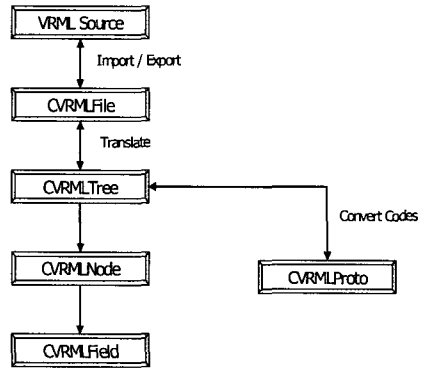 VRML Source
Import / Export
CVRMLFile
Translate
CVRMLTree
Convert Codes
CVRMLNode
CVRMLProto
CVRMLField